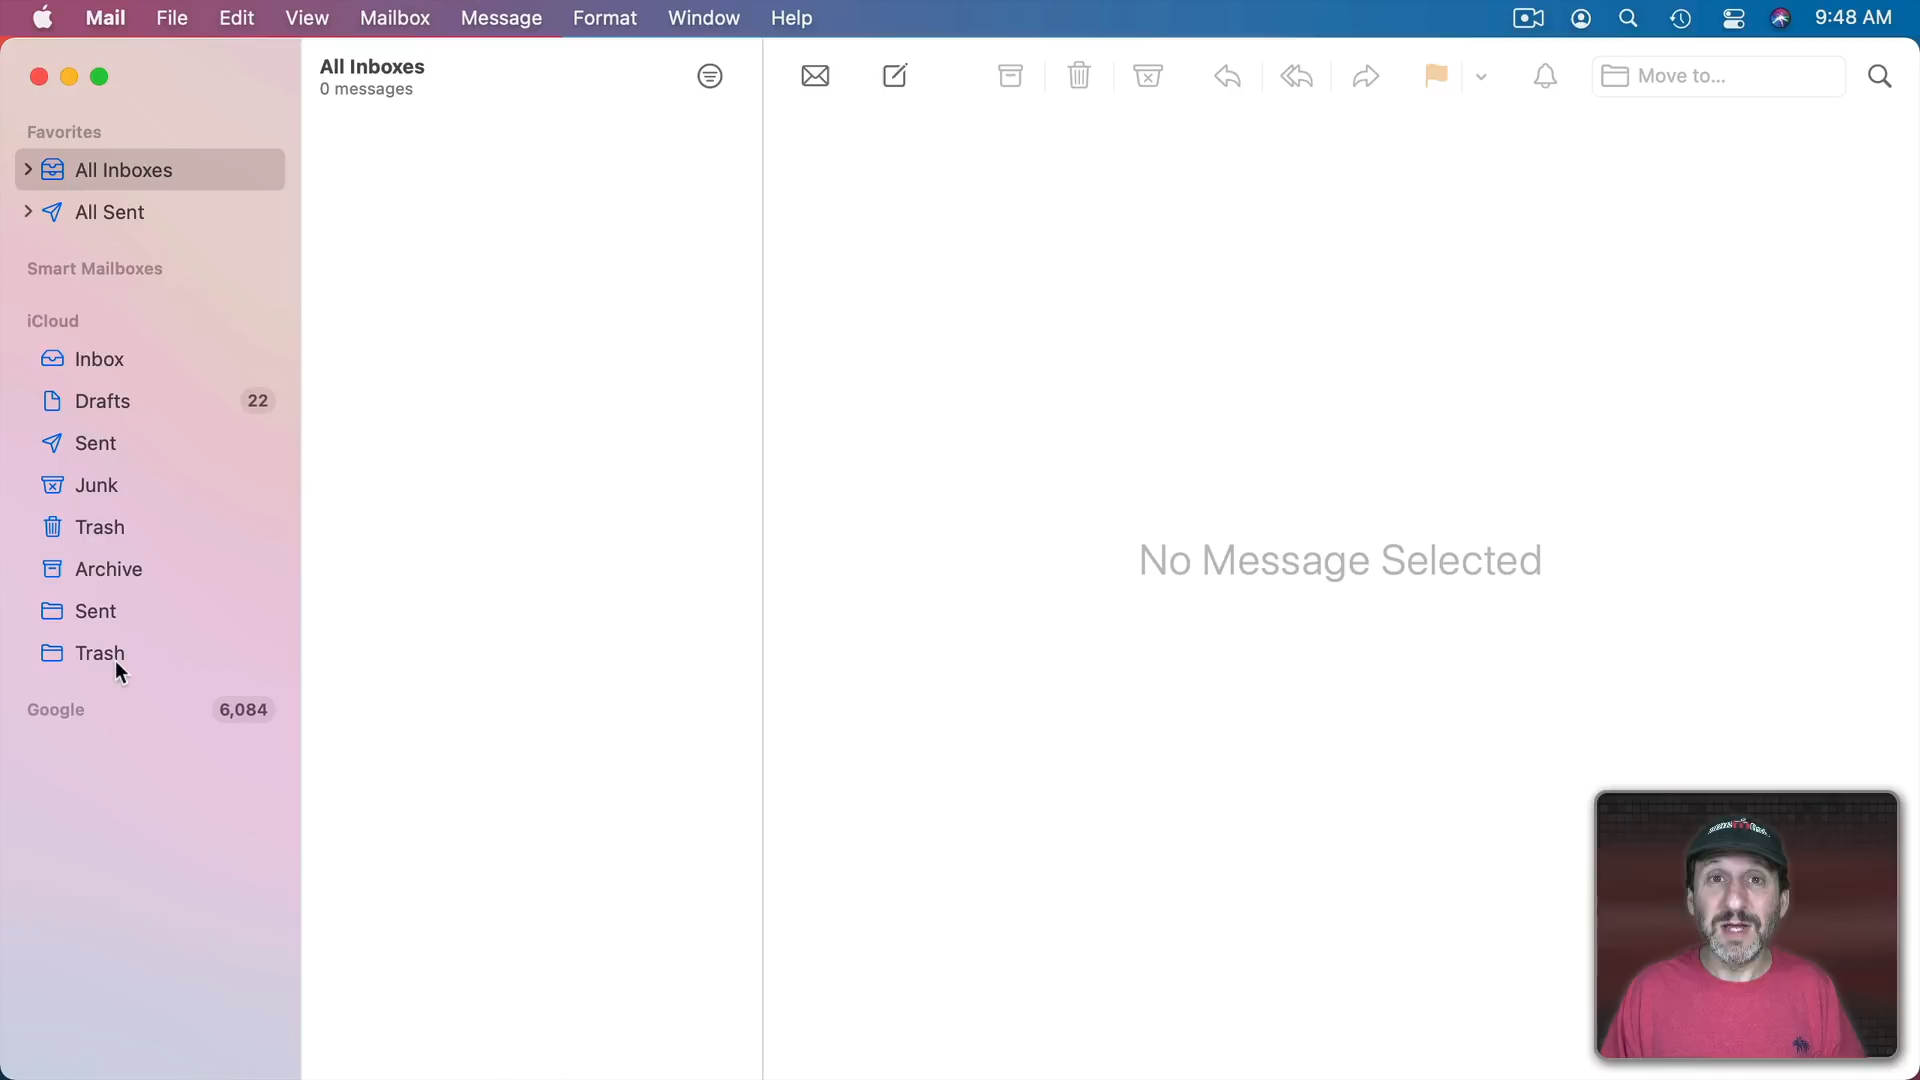 Mail File Edit View Mailbox Message Format Window Help 9:48 AM
All Inboxes
0 messages
Move to...
Favorites
All Inboxes
All Sent
Smart Mailboxes
iCloud
Inbox
Drafts 22
Sent
Junk
Trash
Archive
Sent
Trash
Google 6,084
No Message Selected